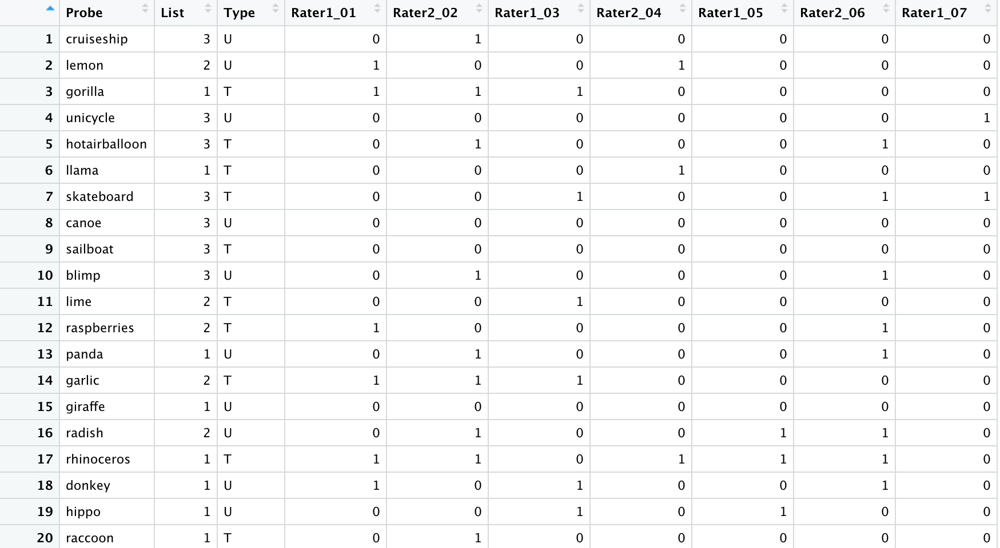 Probe List Type Rater1_01 Rater2_02 Rater1_03 Rater2_04 Rater1_05 Rater2_06 Rater1_07
1 cruiseship 3 U 0 1 0 0 0 0 0
2 lemon 2 U 1 0 0 1 0 0 0
3 gorilla 1 T 1 1 1 0 0 0 0
4 unicycle 3 U 0 0 0 0 0 0 1
5 hotairballoon 3 T 0 1 0 0 0 1 0
6 llama 1 T 0 0 0 1 0 0 0
7 skateboard 3 T 0 0 1 0 0 1 1
8 canoe 3 U 0 0 0 0 0 0 0
9 sailboat 3 T 0 0 0 0 0 0 0
10 blimp 3 U 0 1 0 0 0 1 0
11 lime 2 T 0 0 1 0 0 0 0
12 raspberries 2 T 1 0 0 0 0 1 0
13 panda 1 U 0 1 0 0 0 1 0
14 garlic 2 T 1 1 1 0 0 0 0
15 giraffe 1 U 0 0 0 0 0 0 0
16 radish 2 U 0 1 0 0 1 1 0
17 rhinoceros 1 T 1 1 0 1 1 1 0
18 donkey 1 U 1 0 1 0 0 1 0
19 hippo 1 U 0 0 1 0 1 0 0
20 raccoon 1 T 0 1 0 0 0 0 0